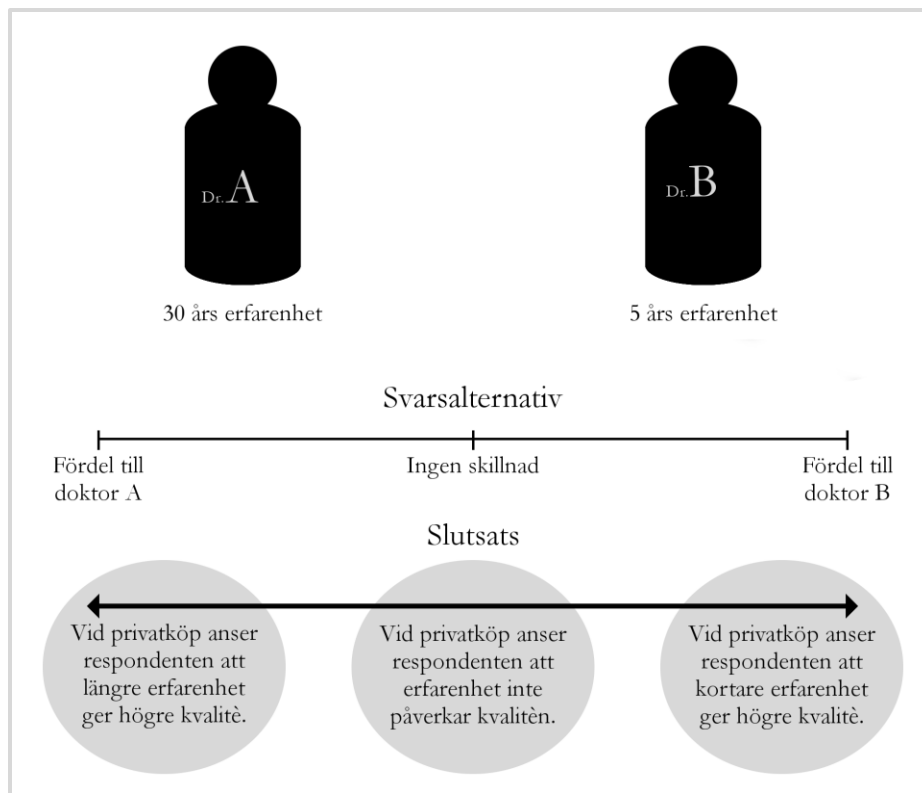 Dr.A
Dr.B
30 års erfarenhet
5 års erfarenhet
Svarsalternativ
Fördel till
doktor A
Ingen skillnad
Fördel till
doktor B
Slutsats
Vid privatköp anser
respondenten att
längre erfarenhet
ger högre kvalitè.
Vid privatköp anser
respondenten att
erfarenhet inte
påverkar kvalitèn.
Vid privatköp anser
respondenten att
kortare erfarenhet
ger högre kvalitè.